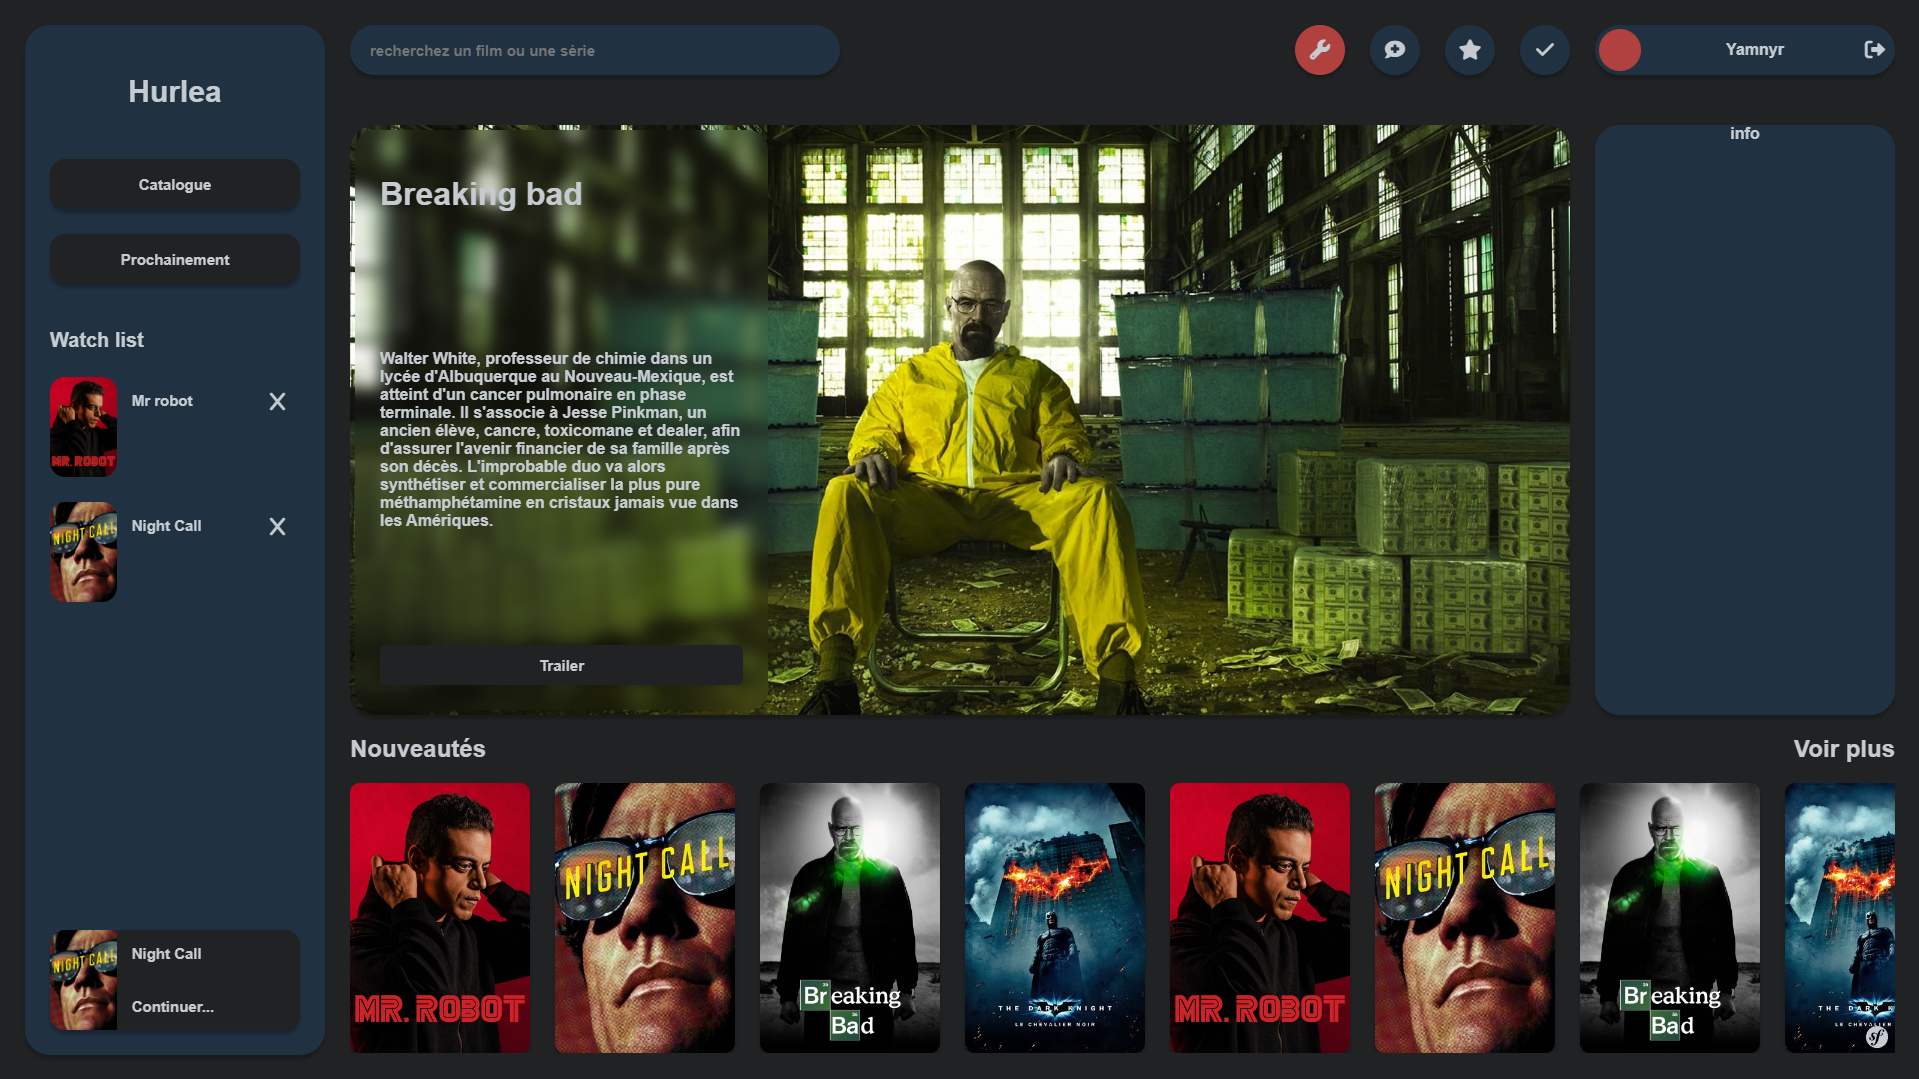 Hurlea
recherchez un film ou une série
Yamnyr
Catalogue
Prochainement
Watch list
Mr robot
X
MR. ROBOT
Night Call
X
NIGHT CALL
NIGHT CALL
Night Call
Continuer...
Breaking bad
Walter White, professeur de chimie dans un
lycée d'Albuquerque au Nouveau-Mexique, est
atteint d'un cancer pulmonaire en phase
terminale. Il s'associe à Jesse Pinkman, un
ancien élève, cancre, toxicomane et dealer, afin
d'assurer l'avenir financier de sa famille après
son décès. L'improbable duo va alors
synthétiser et commercialiser la plus pure
méthamphétamine en cristaux jamais vue dans
les Amériques.
Trailer
info
Nouveautés
Voir plus
MR. ROBOT
NIGHT CALL
Breaking
Bad
THE DARK KNIGHT
LE CHEVALIER NOIR
MR. ROBOT
NIGHT CALL
Breaking
Bad
THE DARK KN
LE CHEVALIER
sf